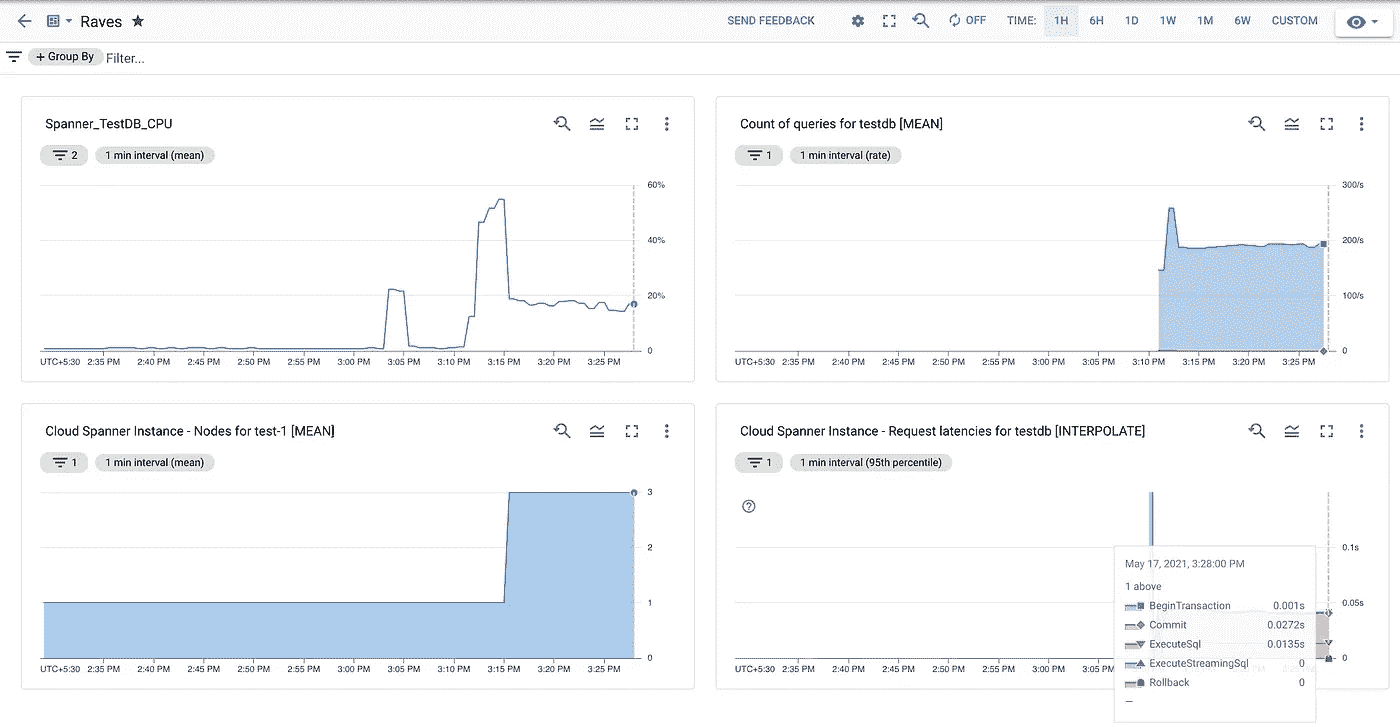 Raves
SEND FEEDBACK OFF TIME: 1H 6H 1D 1W 1M 6W CUSTOM
+ Group By Filter...
Spanner_TestDB_CPU
2 1 min interval (mean)
60%
40%
20%
0
UTC+5:30 2:35 PM 2:40 PM 2:45 PM 2:50 PM 2:55 PM 3:00 PM 3:05 PM 3:10 PM 3:15 PM 3:20 PM 3:25 PM
Count of queries for testdb [MEAN]
1 1 min interval (rate)
300/s
200/s
100/s
0
UTC+5:30 2:35 PM 2:40 PM 2:45 PM 2:50 PM 2:55 PM 3:00 PM 3:05 PM 3:10 PM 3:15 PM 3:20 PM 3:25 PM
Cloud Spanner Instance - Nodes for test-1 [MEAN]
1 1 min interval (mean)
3
2
1
0
UTC+5:30 2:35 PM 2:40 PM 2:45 PM 2:50 PM 2:55 PM 3:00 PM 3:05 PM 3:10 PM 3:15 PM 3:20 PM 3:25 PM
Cloud Spanner Instance - Request latencies for testdb [INTERPOLATE]
1 1 min interval (95th percentile)
0.1s
0.05s
0
UTC+5:30 2:35 PM 2:40 PM 2:45 PM 2:50 PM 2:55 PM 3:00 PM 3:05 PM
May 17, 2021, 3:28:00 PM
1 above
BeginTransaction 0.001s
Commit 0.0272s
ExecuteSql 0.0135s
ExecuteStreamingSql 0
Rollback 0
–